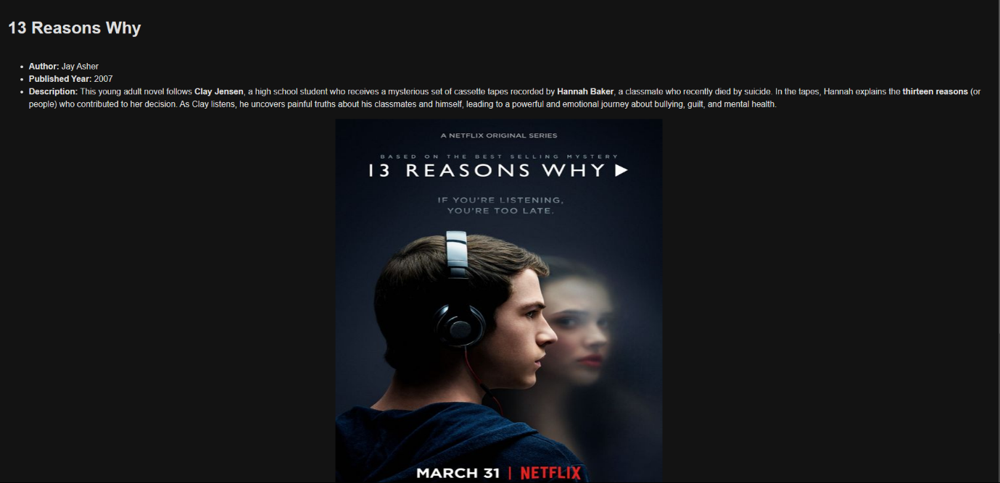 13 Reasons Why
• Author: Jay Asher
• Published Year: 2007
• Description: This young adult novel follows Clay Jensen, a high school student who receives a mysterious set of cassette tapes recorded by Hannah Baker, a classmate who recently died by suicide. In the tapes, Hannah explains the thirteen reasons (or
people) who contributed to her decision. As Clay listens, he uncovers painful truths about his classmates and himself, leading to a powerful and emotional journey about bullying, guilt, and mental health.
A NETFLIX ORIGINAL SERIES
BASED ON THE BEST SELLING MYSTERY
13 REASONS WHY ▶
IF YOU'RE LISTENING,
YOU'RE TOO LATE.
MARCH 31 | NETFLIX